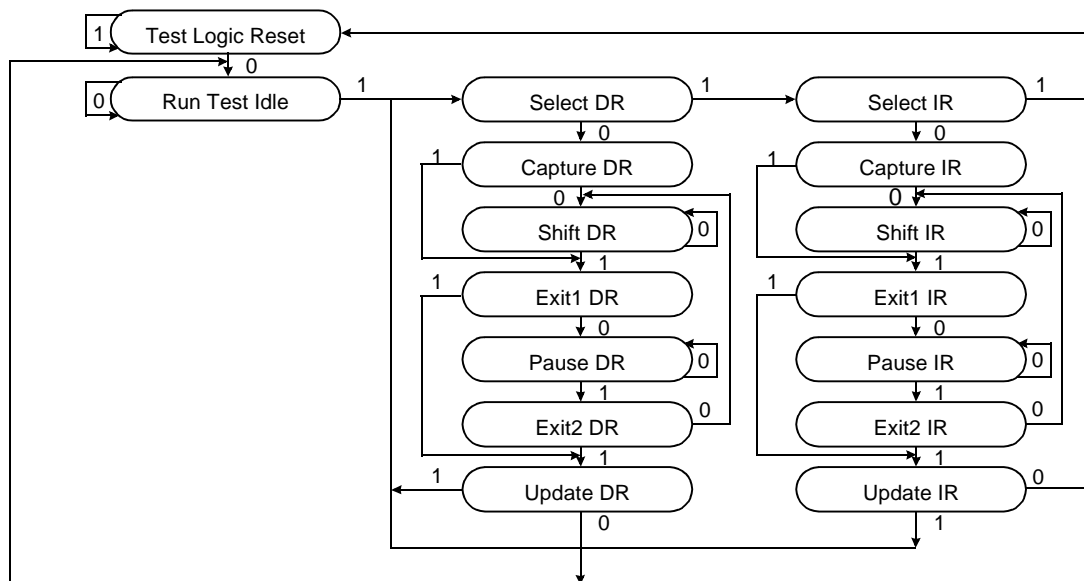 1 Test Logic Reset
0
0 Run Test Idle 1 Select DR 1 Select IR 1
0 0
1 Capture DR 1 Capture IR
0 0
Shift DR 0 Shift IR 0
1 1
1 Exit1 DR 1 Exit1 IR
0 0
Pause DR 0 Pause IR 0
1 1
Exit2 DR 0 Exit2 IR 0
1 1
1 Update DR Update IR 0
0 1